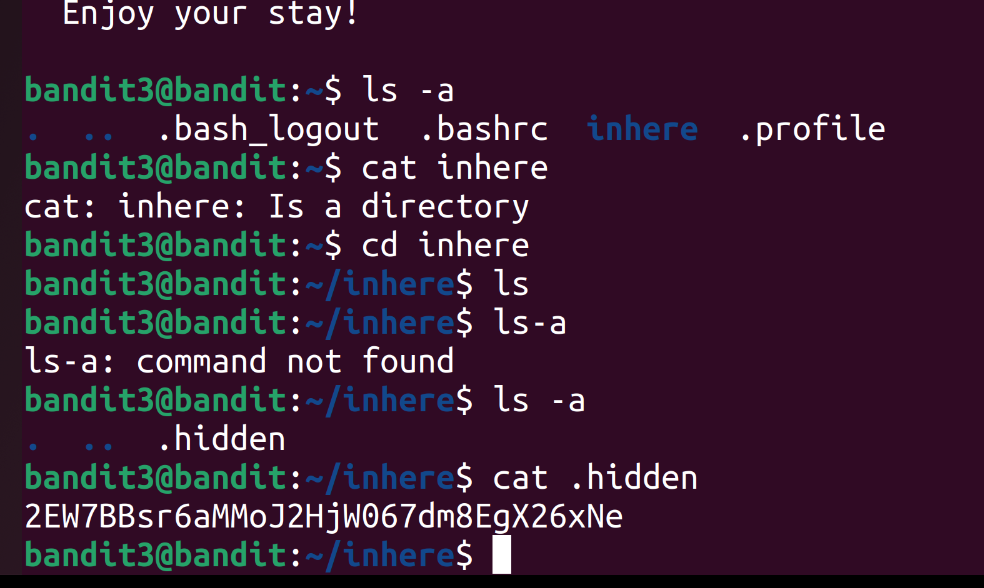 Enjoy your stay!
bandit3@bandit:~$ ls -a
.  ..  .bash_logout  .bashrc  inhere  .profile
bandit3@bandit:~$ cat inhere
cat: inhere: Is a directory
bandit3@bandit:~$ cd inhere
bandit3@bandit:~/inhere$ ls
bandit3@bandit:~/inhere$ ls-a
ls-a: command not found
bandit3@bandit:~/inhere$ ls -a
.  ..  .hidden
bandit3@bandit:~/inhere$ cat .hidden
2EW7BBsr6aMMoJ2HjW067dm8EgX26xNe
bandit3@bandit:~/inhere$